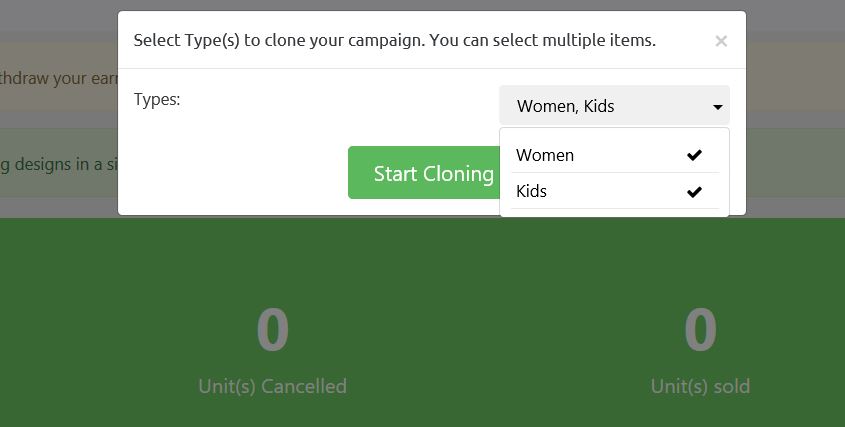 Select Type(s) to clone your campaign. You can select multiple items. ×
thdraw your earn
Types:
Women, Kids
Women
g designs in a si
Start Cloning
Kids
0
0
Unit(s) Cancelled
Unit(s) sold